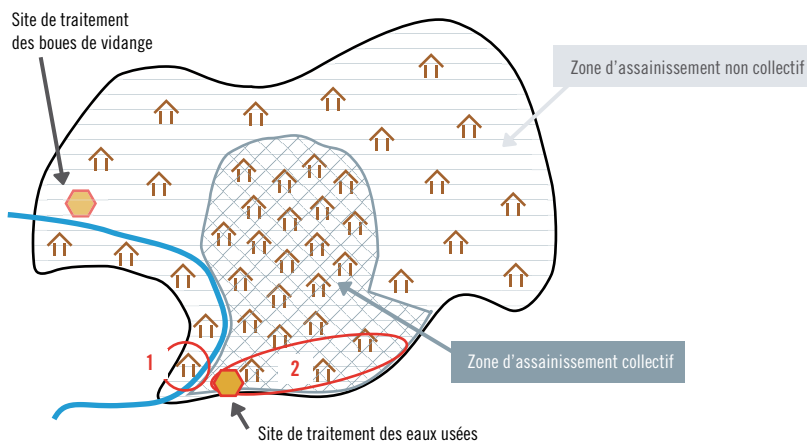 Site de traitement
des boues de vidange
Zone d'assainissement non collectif
1
2
Zone d'assainissement collectif
Site de traitement des eaux usées